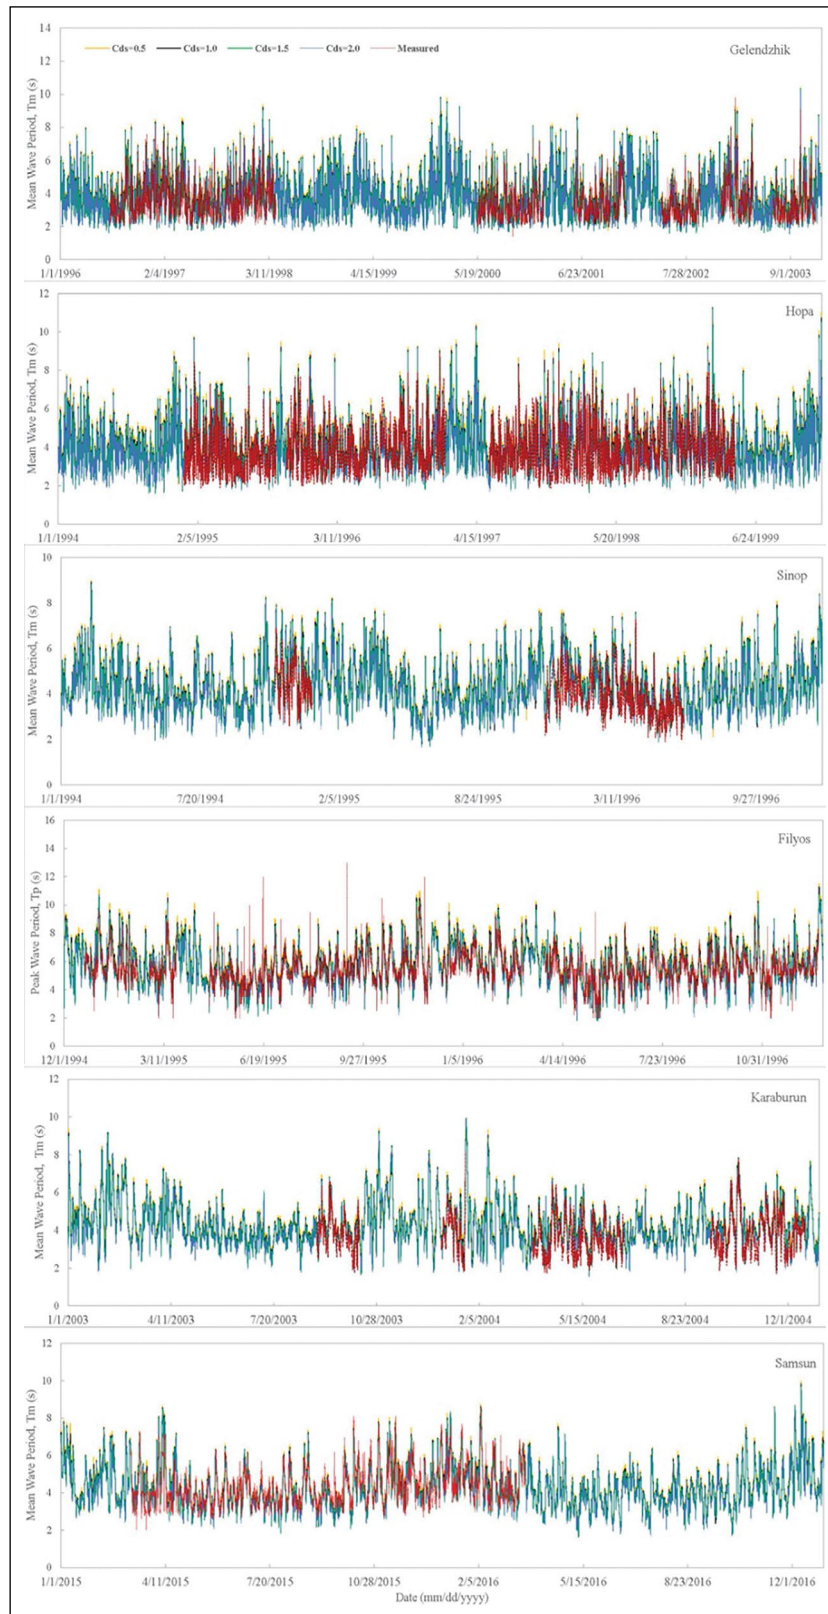 14
Cds=0.5 Cds=1.0 Cds=1.5 Cds=2.0 Measured
Gelendzhik
12
10
8
6
4
2
0
Mean Wave Period, Tm (s)
1/1/1996 2/4/1997 3/11/1998 4/15/1999 5/19/2000 6/23/2001 7/28/2002 9/1/2003
12
Hopa
10
8
6
4
2
0
Mean Wave Period, Tm (s)
1/1/1994 2/5/1995 3/11/1996 4/15/1997 5/20/1998 6/24/1999
10
Sinop
8
6
4
2
0
Mean Wave Period, Tm (s)
1/1/1994 7/20/1994 2/5/1995 8/24/1995 3/11/1996 9/27/1996
16
Filyos
14
12
10
8
6
4
2
0
Peak Wave Period, Tp (s)
12/1/1994 3/11/1995 6/19/1995 9/27/1995 1/5/1996 4/14/1996 7/23/1996 10/31/1996
12
Karaburun
10
8
6
4
2
0
Mean Wave Period, Tm (s)
1/1/2003 4/11/2003 7/20/2003 10/28/2003 2/5/2004 5/15/2004 8/23/2004 12/1/2004
12
Samsun
10
8
6
4
2
0
Mean Wave Period, Tm (s)
1/1/2015 4/11/2015 7/20/2015 10/28/2015 2/5/2016 5/15/2016 8/23/2016 12/1/2016
Date (mm/dd/yyyy)